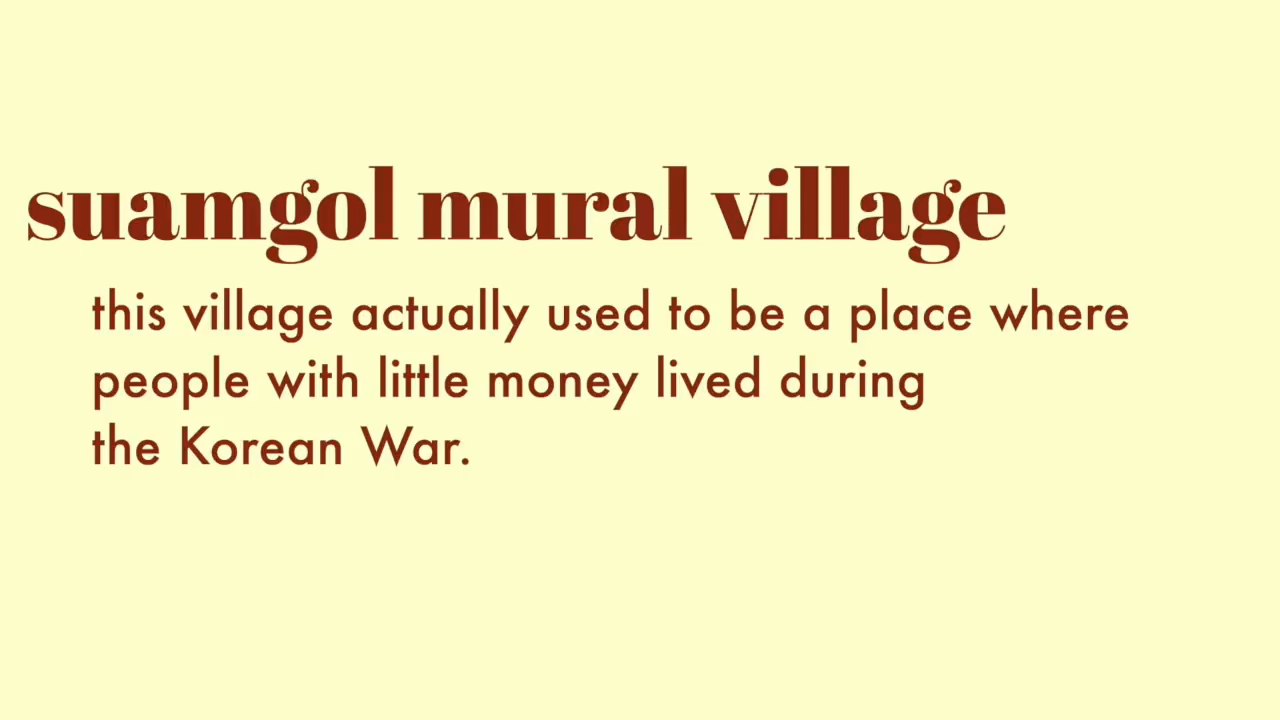 suamgol mural village
this village actually used to be a place where
people with little money lived during
the Korean War.